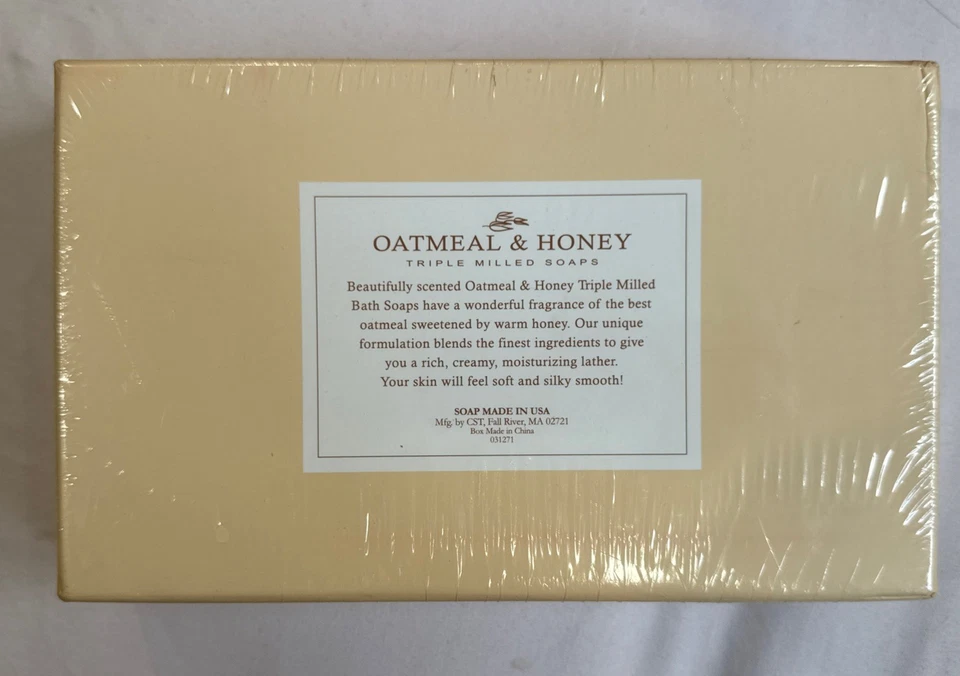 OATMEAL & HONEY
TRIPLE MILLED SOAPS
Beautifully scented Oatmeal & Honey Triple Milled
Bath Soaps have a wonderful fragrance of the best
oatmeal sweetened by warm honey. Our unique
formulation blends the finest ingredients to give
you a rich, creamy, moisturizing lather.
Your skin will feel soft and silky smooth!
SOAP MADE IN USA
Mfg. by CST, Fall River, MA 02721
Box Made in China
031271